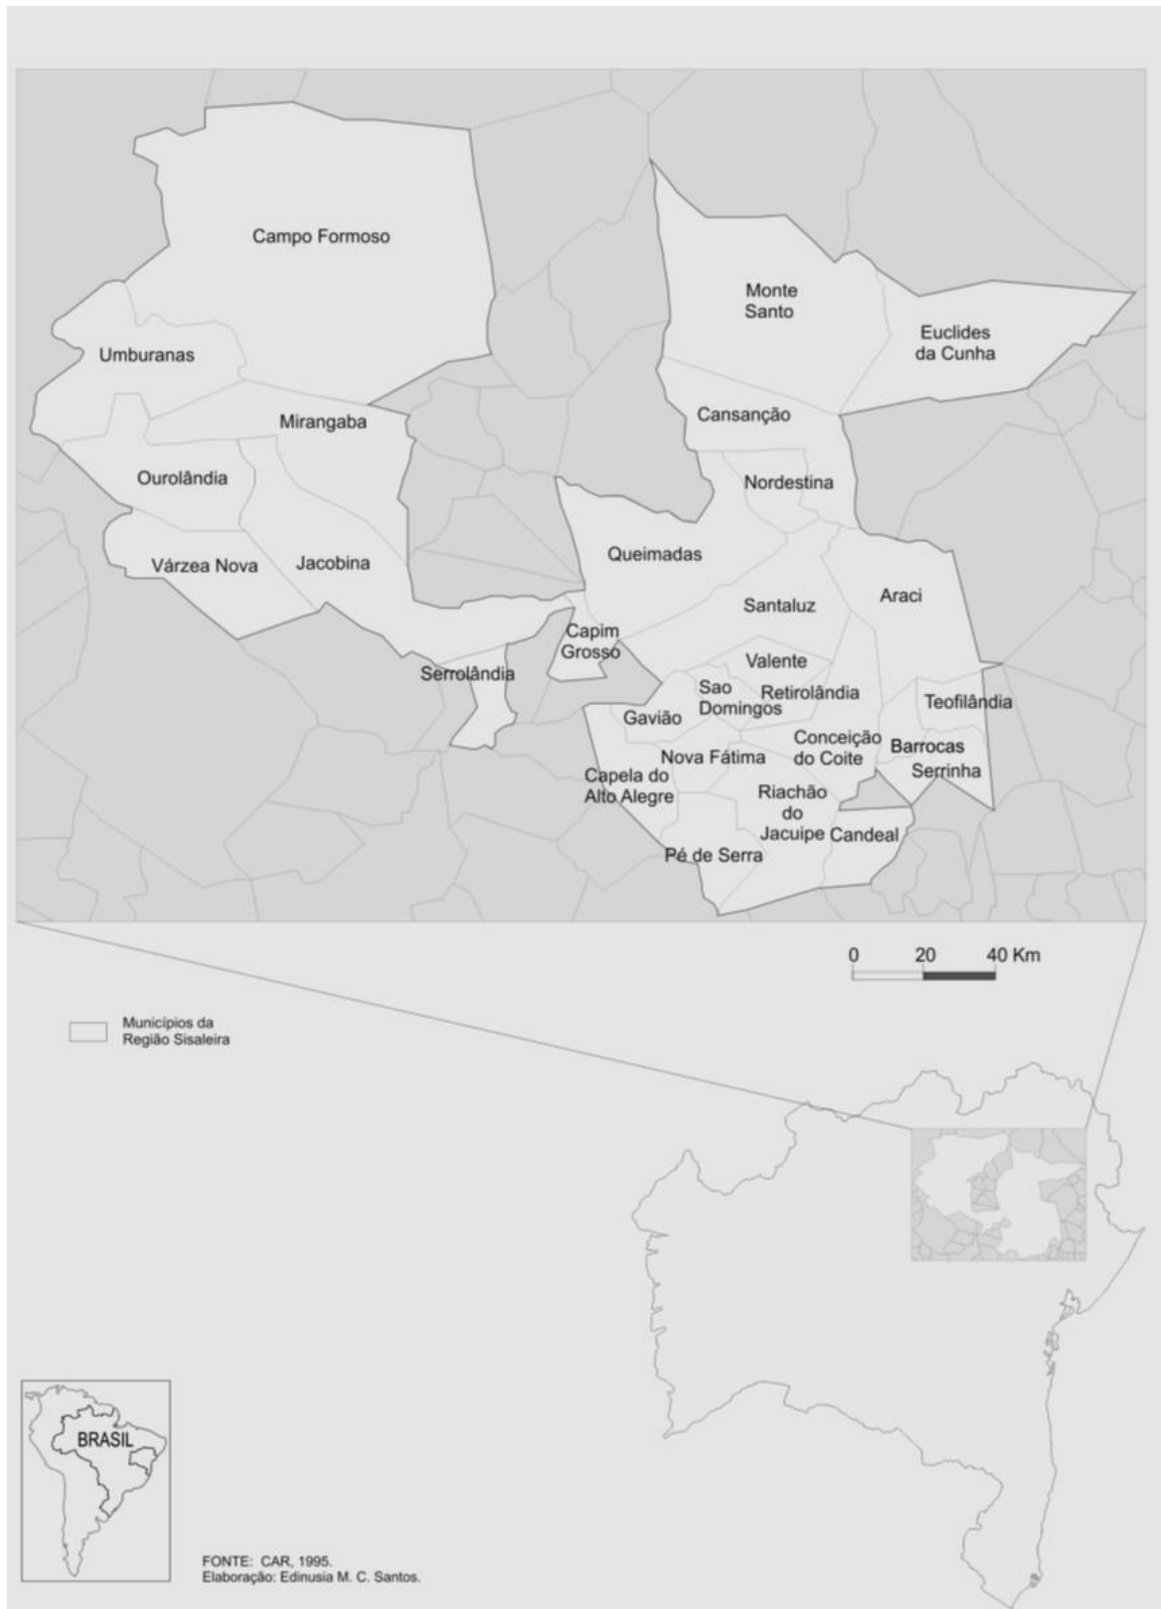 Campo Formoso
Monte
Santo
Euclides
da Cunha
Umburanas
Cansanção
Mirangaba
Ourolândia
Nordestina
Queimadas
Várzea Nova
Jacobina
Araci
Santaluz
Capim
Grosso
Valente
Serrolândia
Sao
Domingos
Retirolândia
Teofilândia
Gavião
Conceição
do Coite
Barrocas
Nova Fátima
Serrinha
Capela do
Alto Alegre
Riachão
do
Jacuipe
Candeal
Pé de Serra
0 20 40 Km
Municípios da
Região Sisaleira
BRASIL
FONTE: CAR, 1995.
Elaboração: Edinusia M. C. Santos.